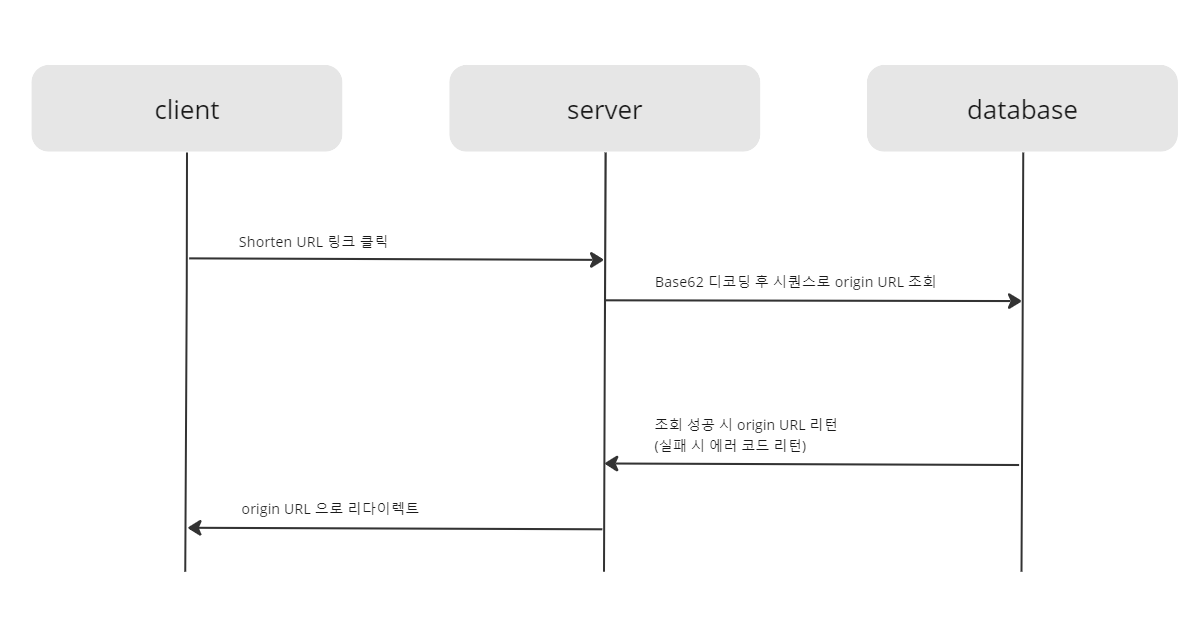 client
server
database
Shorten URL 링크 클릭
Base62 디코딩 후 시퀀스로 origin URL 조회
조회 성공 시 origin URL 리턴
(실패 시 에러 코드 리턴)
origin URL 으로 리다이렉트